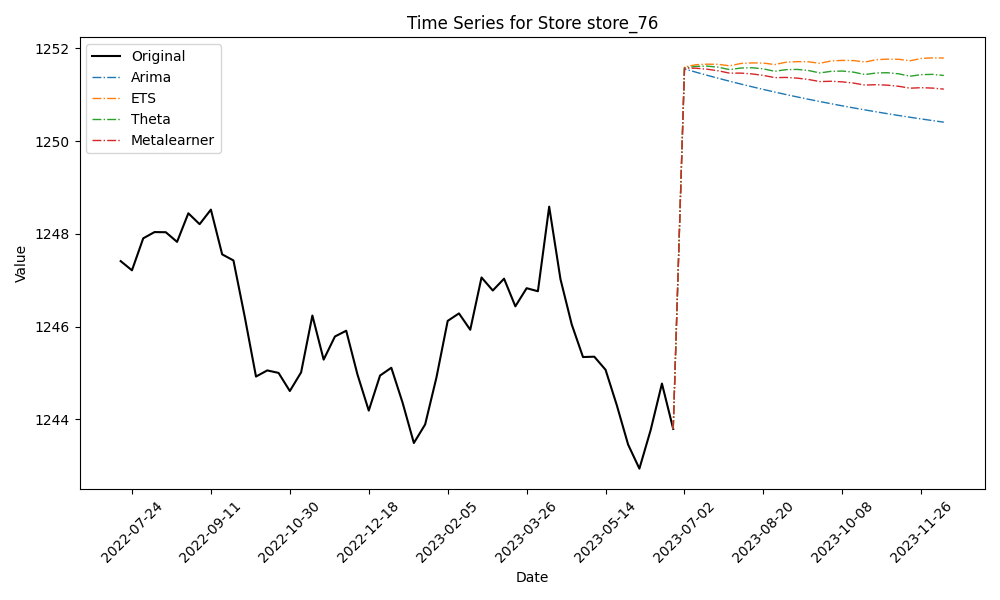 Time Series for Store store_76
Original
Arima
ETS
Theta
Metalearner
Value
1252
1250
1248
1246
1244
2022-07-24
2022-09-11
2022-10-30
2022-12-18
2023-02-05
2023-03-26
2023-05-14
2023-07-02
2023-08-20
2023-10-08
2023-11-26
Date